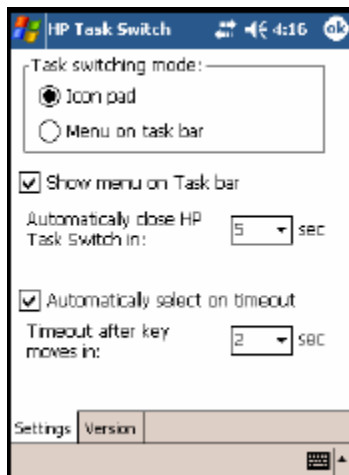 HP Task Switch 4:16 ok
Task switching mode:
Icon pad
Menu on task bar
Show menu on Task bar
Automatically close HP
Task Switch in:
5 sec
Automatically select on timeout
Timeout after key
moves in:
2 sec
Settings Version